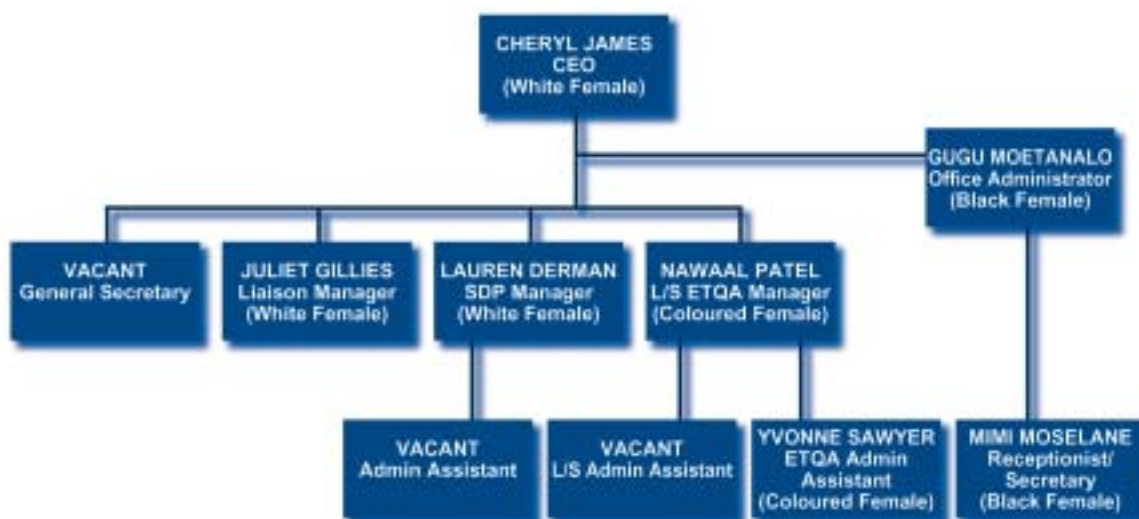 CHERYL JAMES
CEO
(White Female)
GUGU MOETANALO
Office Administrator
(Black Female)
VACANT
General Secretary
JULIET GILLIES
Liaison Manager
(White Female)
LAUREN DERMAN
SDP Manager
(White Female)
NAWAAL PATEL
L/S ETQA Manager
(Coloured Female)
VACANT
Admin Assistant
VACANT
L/S Admin Assistant
YVONNE SAWYER
ETQA Admin
Assistant
(Coloured Female)
MIMI MOSELANE
Receptionist/
Secretary
(Black Female)